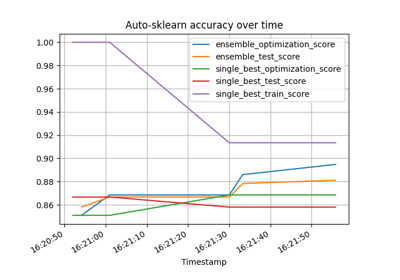 Auto-sklearn accuracy over time
ensemble_optimization_score
ensemble_test_score
single_best_optimization_score
single_best_test_score
single_best_train_score
1.00
0.98
0.96
0.94
0.92
0.90
0.88
0.86
16:20:50
16:21:00
16:21:10
16:21:20
16:21:30
16:21:40
16:21:50
Timestamp